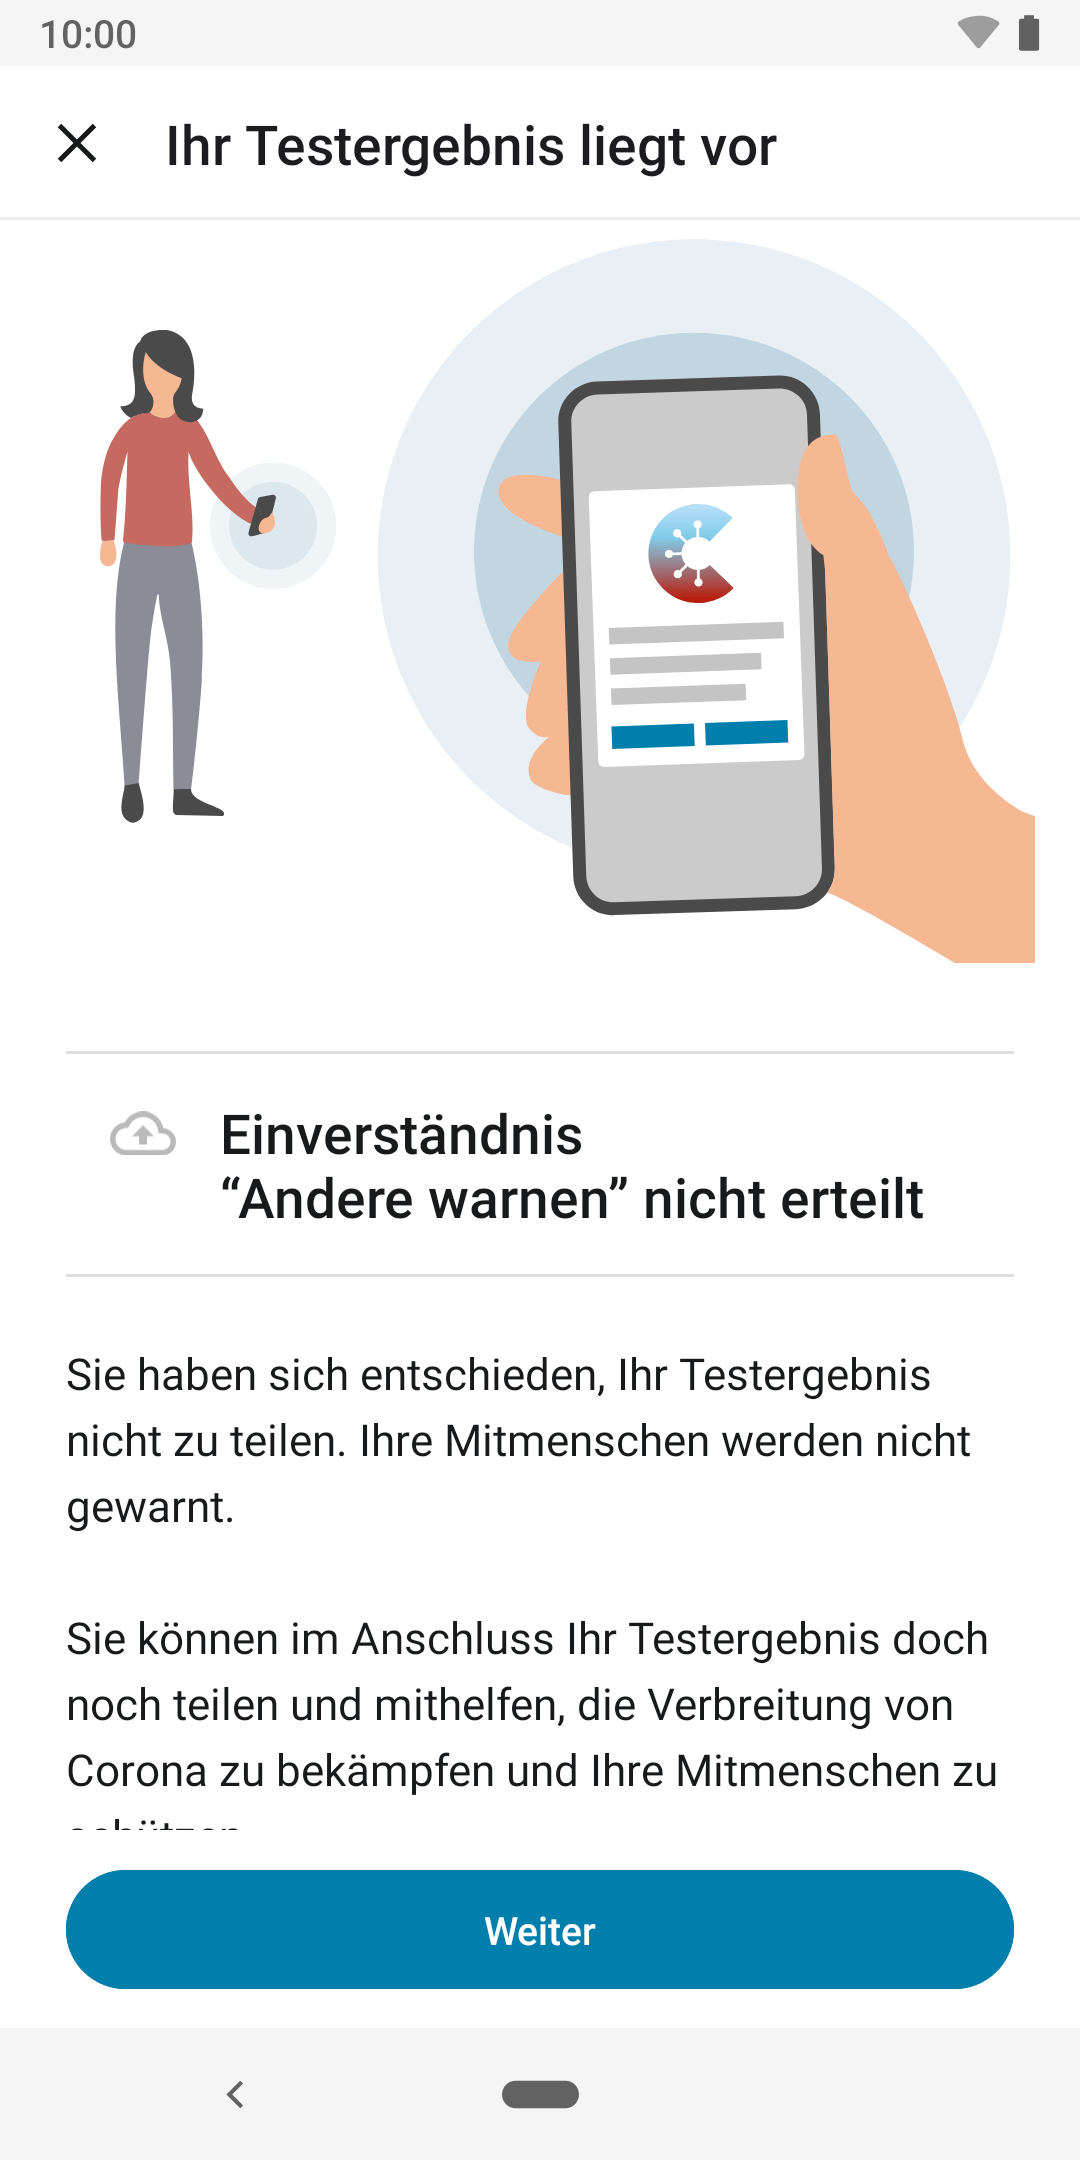 10:00
Ihr Testergebnis liegt vor
Einverständnis
“Andere warnen” nicht erteilt
Sie haben sich entschieden, Ihr Testergebnis
nicht zu teilen. Ihre Mitmenschen werden nicht
gewarnt.
Sie können im Anschluss Ihr Testergebnis doch
noch teilen und mithelfen, die Verbreitung von
Corona zu bekämpfen und Ihre Mitmenschen zu
Weiter